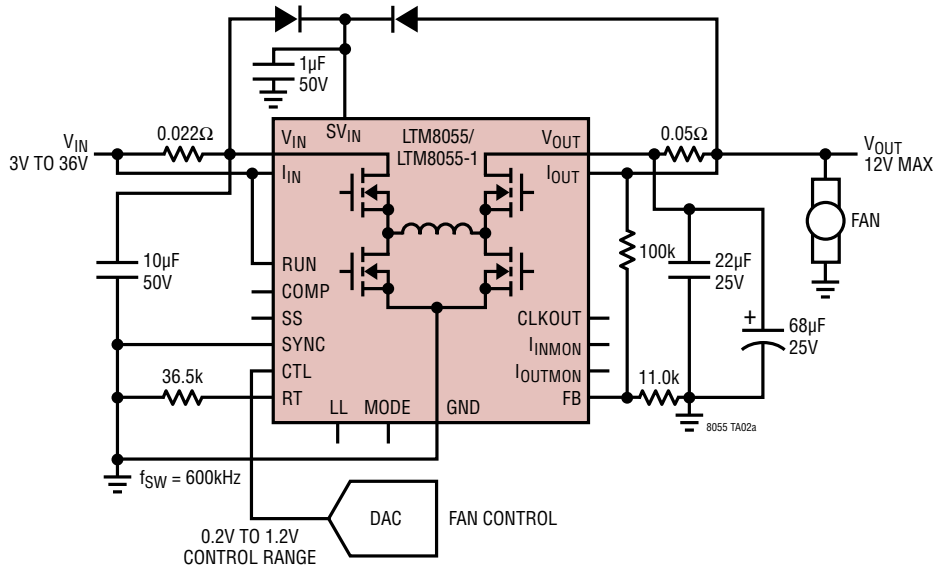 1µF
50V
V_IN
3V TO 36V
0.022Ω
V_IN
SV_IN
LTM8055/
LTM8055-1
V_OUT
0.05Ω
V_OUT
12V MAX
I_IN
I_OUT
FAN
10µF
50V
RUN
COMP
SS
SYNC
CTL
RT
36.5k
LL
MODE
GND
CLKOUT
I_INMON
I_OUTMON
FB
100k
22µF
25V
+
68µF
25V
11.0k
8055 TA02a
f_SW = 600kHz
DAC
FAN CONTROL
0.2V TO 1.2V
CONTROL RANGE